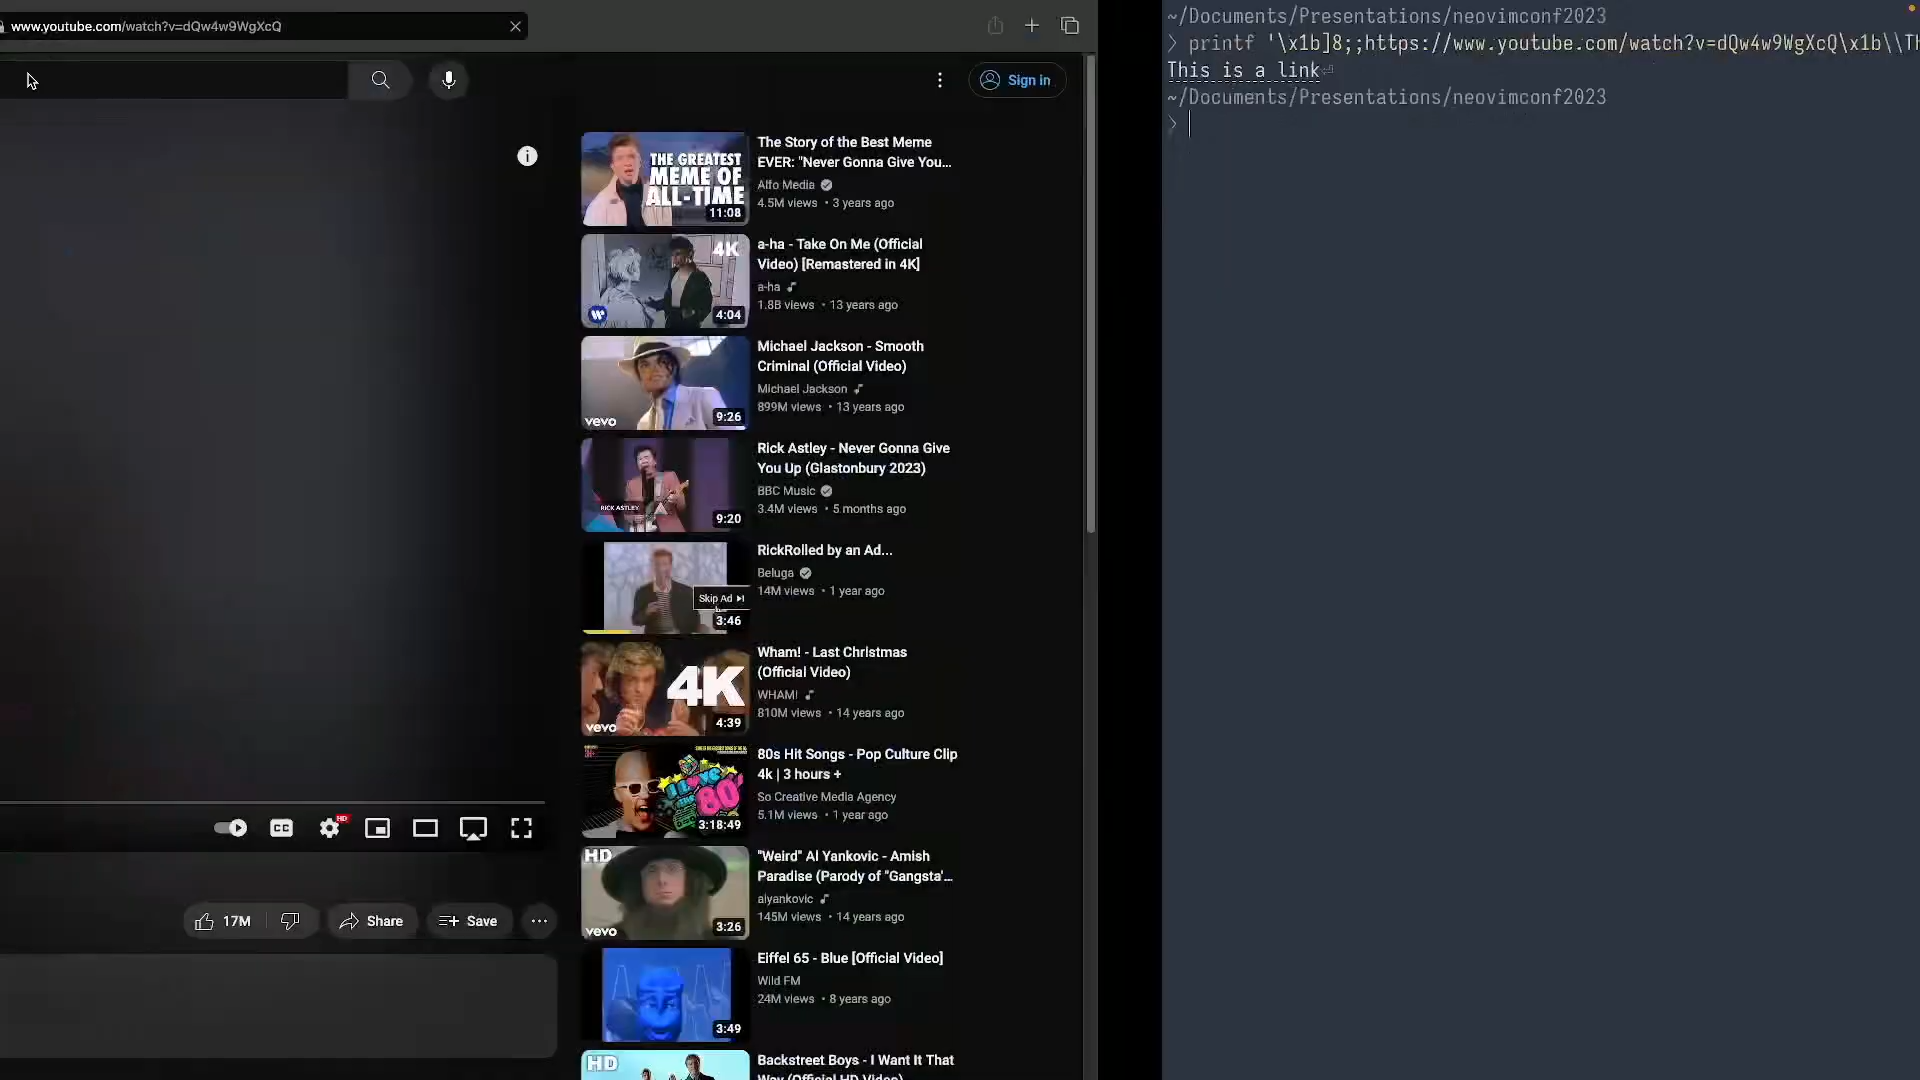 www.youtube.com/watch?v=dQw4w9WgXcQ
Sign in
THE GREATEST
MEME OF
ALL-TIME
11:08
The Story of the Best Meme
EVER: "Never Gonna Give You...
Alfo Media
4.5M views • 3 years ago
4K
4:04
a-ha - Take On Me (Official
Video) [Remastered in 4K]
a-ha
1.8B views • 13 years ago
vevo
9:26
Michael Jackson - Smooth
Criminal (Official Video)
Michael Jackson
899M views • 13 years ago
RICK ASTLEY
9:20
Rick Astley - Never Gonna Give
You Up (Glastonbury 2023)
BBC Music
3.4M views • 5 months ago
Skip Ad
3:46
RickRolled by an Ad...
Beluga
14M views • 1 year ago
4K
vevo
4:39
Wham! - Last Christmas
(Official Video)
WHAM!
810M views • 14 years ago
I LOVE
THE 80
3:18:49
80s Hit Songs - Pop Culture Clip
4k | 3 hours +
So Creative Media Agency
5.1M views • 1 year ago
HD
vevo
3:26
"Weird" Al Yankovic - Amish
Paradise (Parody of "Gangsta'...
alyankovic
145M views • 14 years ago
3:49
Eiffel 65 - Blue [Official Video]
Wild FM
24M views • 8 years ago
HD
Backstreet Boys - I Want It That
Way (Official HD Video)
CC
HD
17M
Share
Save
~/Documents/Presentations/neovimconf2023
❯ printf '\x1b]8;;https://www.youtube.com/watch?v=dQw4w9WgXcQ\x1b\\Th
This is a link⏎
~/Documents/Presentations/neovimconf2023
❯